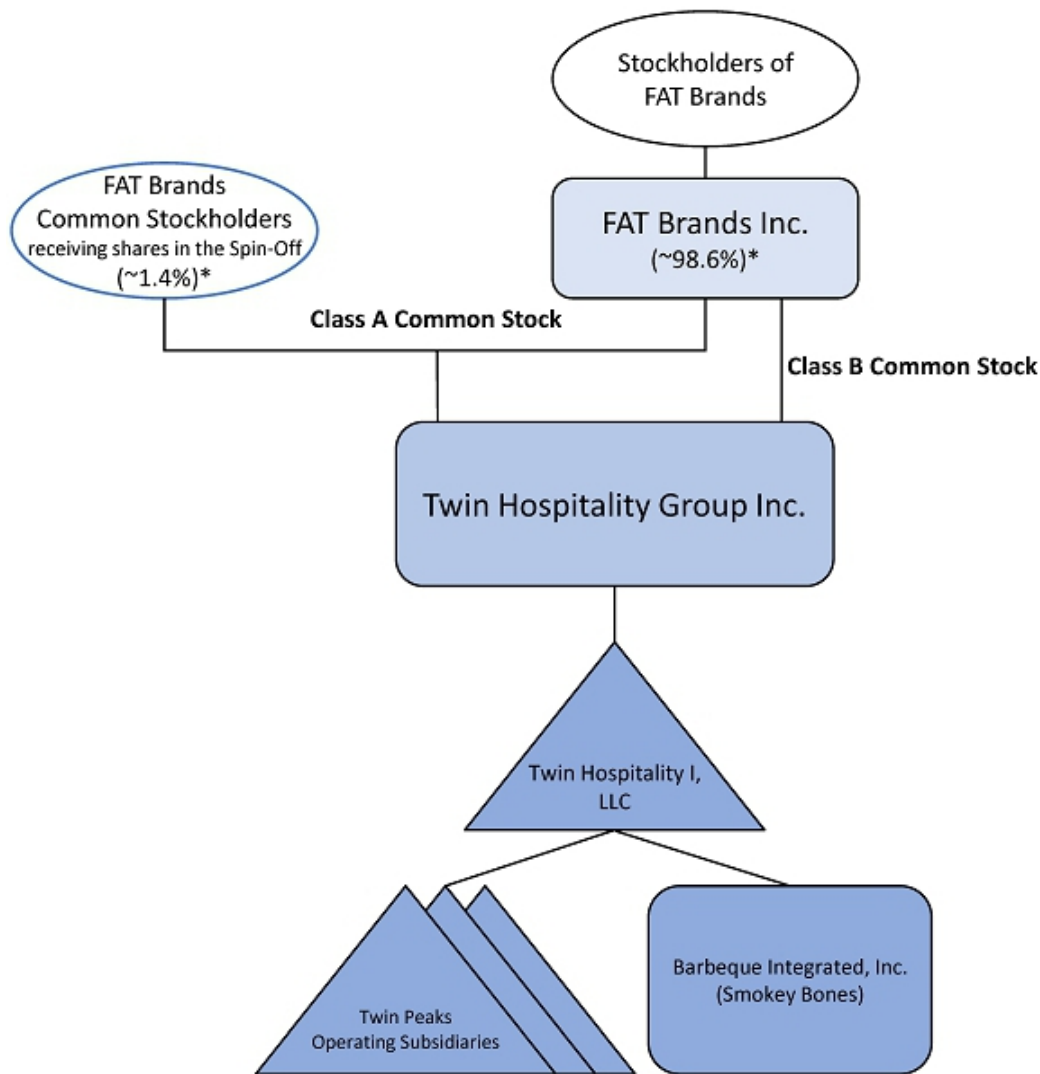 Stockholders of
FAT Brands
FAT Brands
Common Stockholders
receiving shares in the Spin-Off
(~1.4%)*
FAT Brands Inc.
(~98.6%)*
Class A Common Stock
Class B Common Stock
Twin Hospitality Group Inc.
Twin Hospitality I,
LLC
Twin Peaks
Operating Subsidiaries
Barbeque Integrated, Inc.
(Smokey Bones)